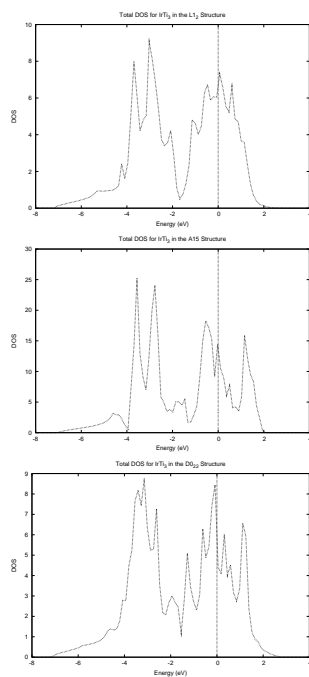 Total DOS for IrTi3 in the L12 Structure
10
8
6
4
2
0
DOS
-8 -6 -4 -2 0 2 4
Energy (eV)
Total DOS for IrTi3 in the A15 Structure
30
25
20
15
10
5
0
DOS
-8 -6 -4 -2 0 2 4
Energy (eV)
Total DOS for IrTi3 in the D022 Structure
9
8
7
6
5
4
3
2
1
0
DOS
-8 -6 -4 -2 0 2 4
Energy (eV)